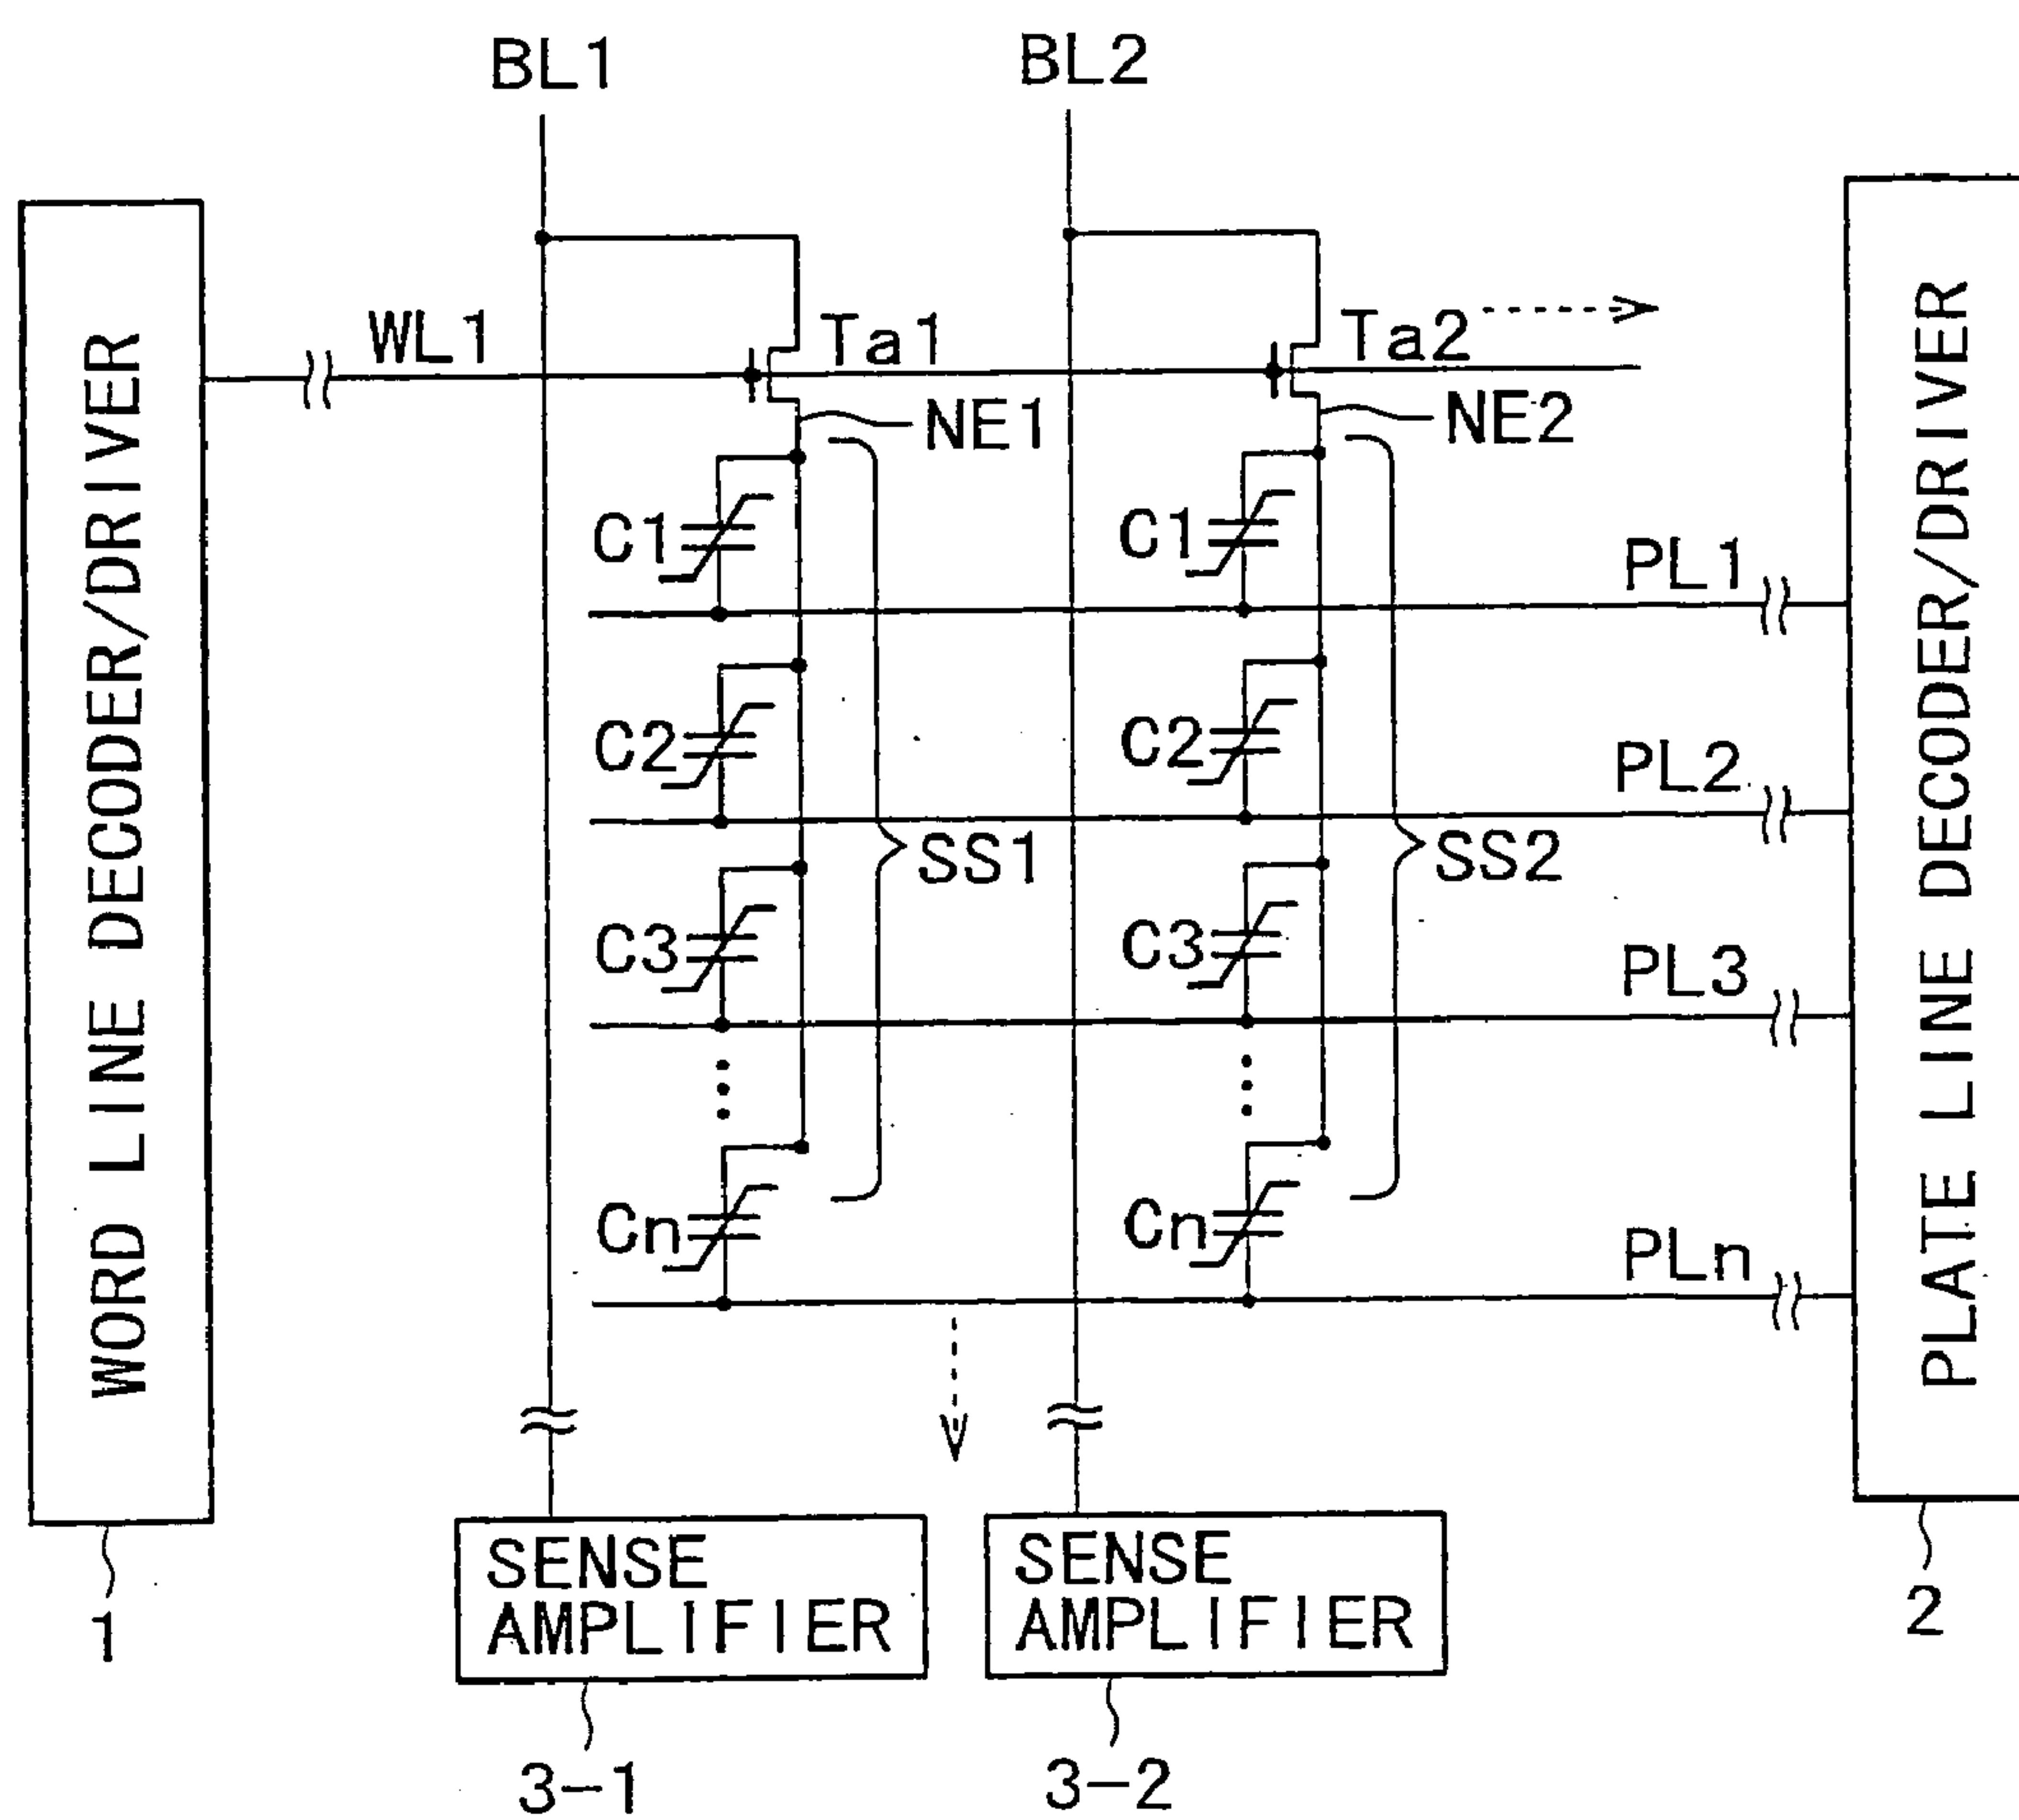 BL1
BL2
WORD LINE DECODER/DRIVER
PLATE LINE DECODER/DRIVER
WL1
Ta1
Ta2
NE1
NE2
C1
C1
PL1
C2
C2
PL2
SS1
SS2
C3
C3
PL3
Cn
Cn
PLn
SENSE
AMPLIFIER
SENSE
AMPLIFIER
1
2
3-1
3-2